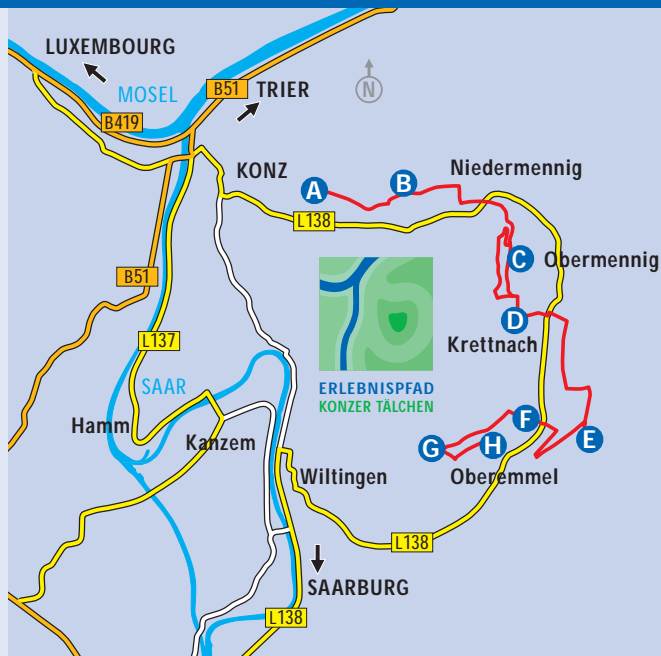 LUXEMBOURG
MOSEL
B51
TRIER
N
B419
KONZ
Niedermennig
A
B
L138
C
Obermennig
B51
D
L137
Krettnach
ERLEBNISPFAD
KONZER TÄLCHEN
SAAR
Hamm
Kanzem
F
E
G
H
Wiltingen
Oberemmel
L138
SAARBURG
L138